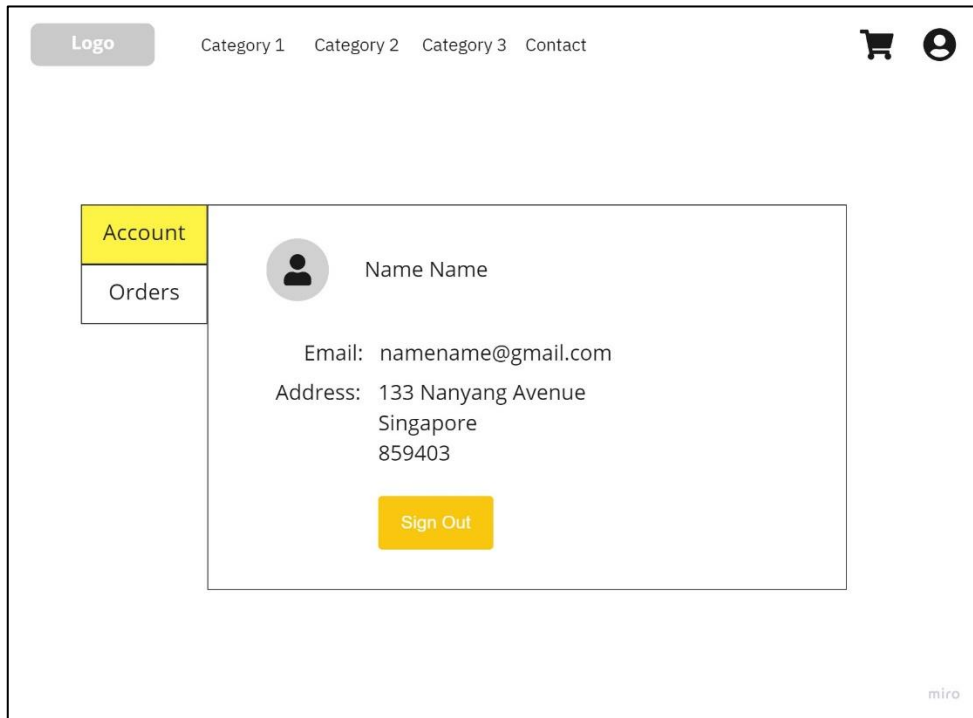 Logo
Category 1 Category 2 Category 3 Contact
Account
Orders
Name Name
Email: namename@gmail.com
Address: 133 Nanyang Avenue
Singapore
859403
Sign Out
miro